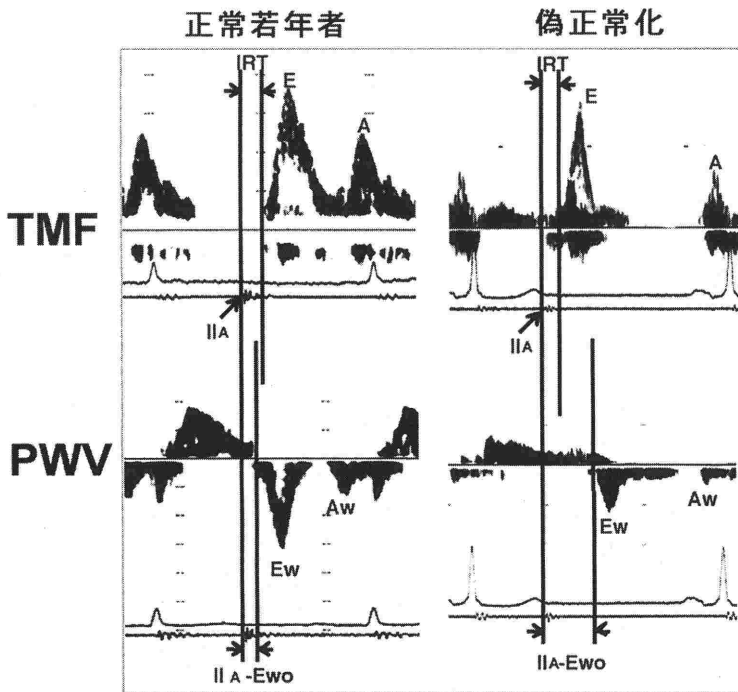 正常若年者 偽正常化
IRT IRT
E E
A A
TMF
IIA IIA
PWV
Aw Aw
Ew Ew
IIA-Ewo IIA-Ewo